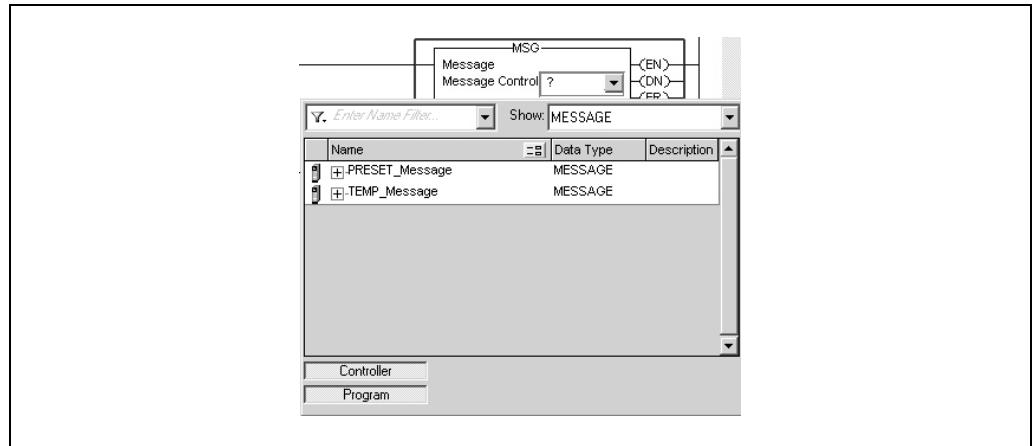 MSG
Message
(EN)
Message Control ?
(DN)
(ER)
Enter Name Filter...
Show: MESSAGE
Name Data Type Description
PRESET_Message MESSAGE
TEMP_Message MESSAGE
Controller
Program